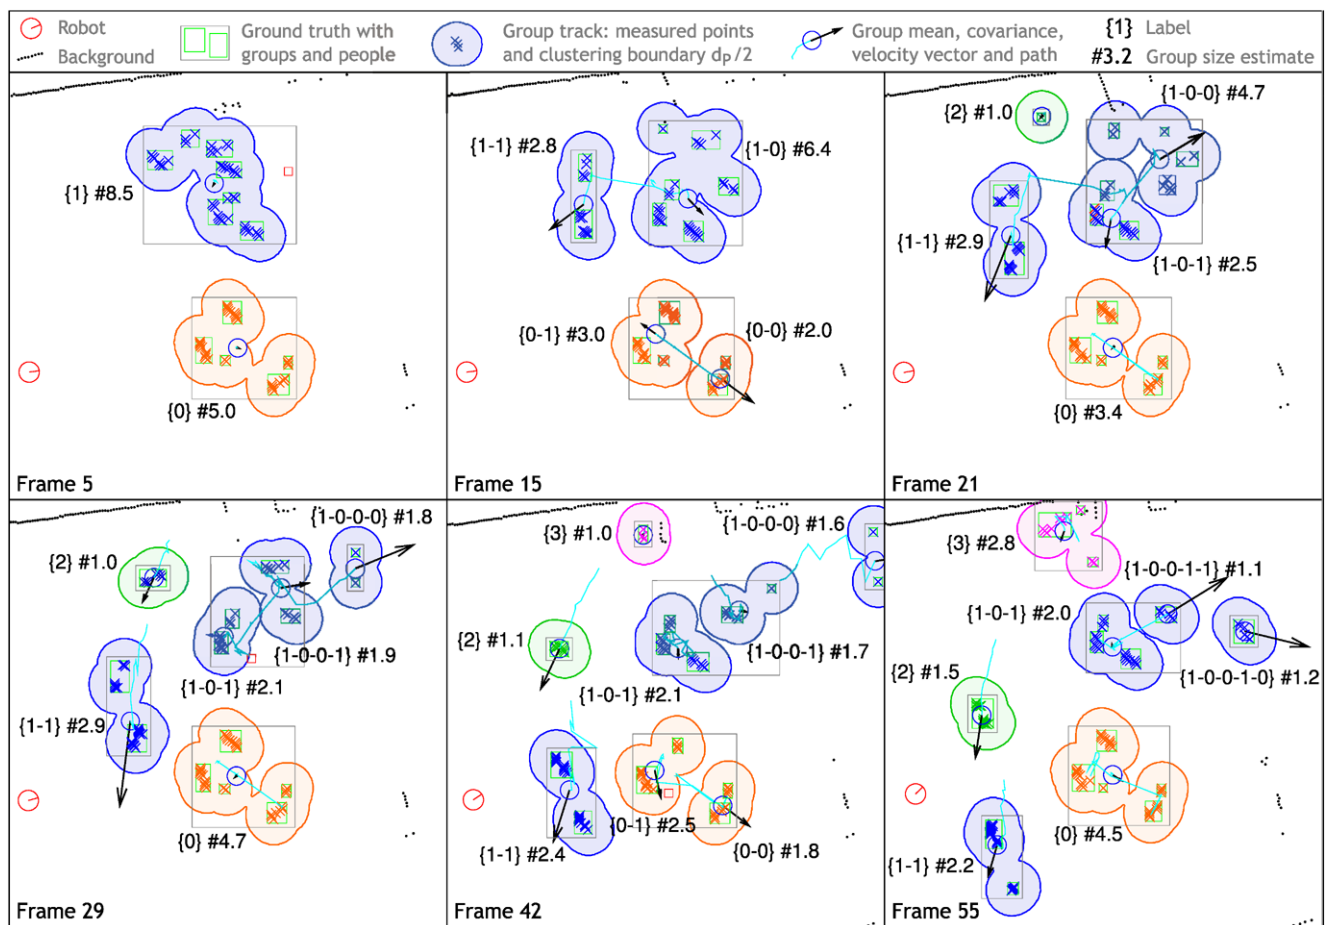 Robot
Background
Ground truth with
groups and people
Group track: measured points
and clustering boundary dP/2
Group mean, covariance,
velocity vector and path
{1} Label
#3.2 Group size estimate
{1} #8.5
{0} #5.0
Frame 5
{1-1} #2.8
{1-0} #6.4
{0-1} #3.0
{0-0} #2.0
Frame 15
{1-0-0} #4.7
{2} #1.0
{1-1} #2.9
{1-0-1} #2.5
{0} #3.4
Frame 21
{1-0-0-0} #1.8
{2} #1.0
{1-0-0-1} #1.9
{1-0-1} #2.1
{1-1} #2.9
{0} #4.7
Frame 29
{3} #1.0
{1-0-0-0} #1.6
{2} #1.1
{1-0-0-1} #1.7
{1-0-1} #2.1
{0-1} #2.5
{1-1} #2.4
{0-0} #1.8
Frame 42
{3} #2.8
{1-0-0-1-1} #1.1
{1-0-1} #2.0
{2} #1.5
{1-0-0-1-0} #1.2
{0} #4.5
{1-1} #2.2
Frame 55